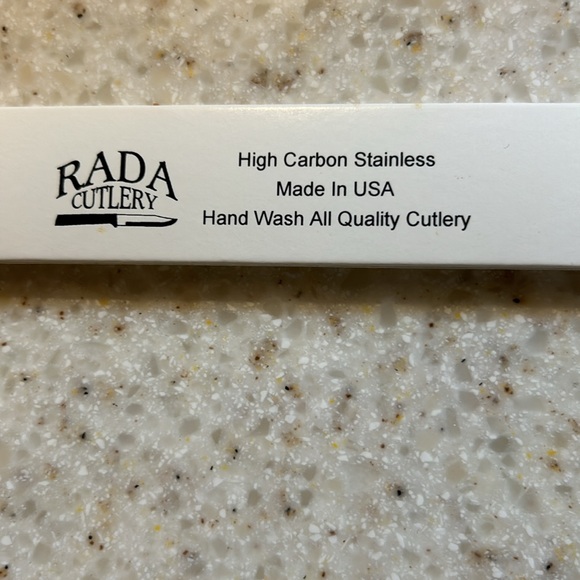 RADA
CUTLERY
High Carbon Stainless
Made In USA
Hand Wash All Quality Cutlery